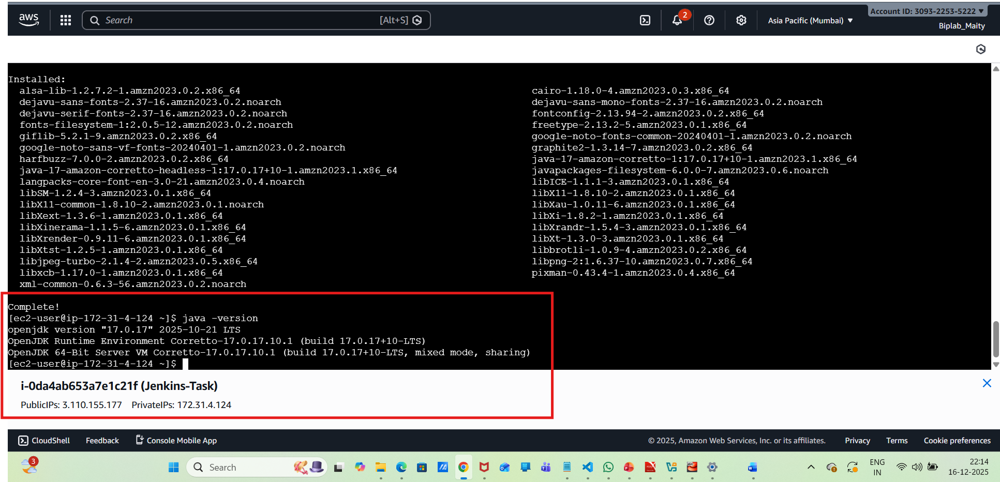 aws
Search
[Alt+S]
2
Asia Pacific (Mumbai) ▼
Account ID: 3093-2253-5222 ▼
Biplab_Maity
Installed:
alsa-lib-1.2.7.2-1.amzn2023.0.2.x86_64 cairo-1.18.0-4.amzn2023.0.3.x86_64
dejavu-sans-fonts-2.37-16.amzn2023.0.2.noarch dejavu-sans-mono-fonts-2.37-16.amzn2023.0.2.noarch
dejavu-serif-fonts-2.37-16.amzn2023.0.2.noarch fontconfig-2.13.94-2.amzn2023.0.2.x86_64
fonts-filesystem-1:2.0.5-12.amzn2023.0.2.noarch freetype-2.13.2-5.amzn2023.0.1.x86_64
giflib-5.2.1-9.amzn2023.0.2.x86_64 google-noto-fonts-common-20240401-1.amzn2023.0.2.noarch
google-noto-sans-vf-fonts-20240401-1.amzn2023.0.2.noarch graphite2-1.3.14-7.amzn2023.0.2.x86_64
harfbuzz-7.0.0-2.amzn2023.0.2.x86_64 java-17-amazon-corretto-1:17.0.17+10-1.amzn2023.1.x86_64
java-17-amazon-corretto-headless-1:17.0.17+10-1.amzn2023.1.x86_64 javapackages-filesystem-6.0.0-7.amzn2023.0.6.noarch
langpacks-core-font-en-3.0-21.amzn2023.0.4.noarch libICE-1.1.1-3.amzn2023.0.1.x86_64
libSM-1.2.4-3.amzn2023.0.1.x86_64 libX11-1.8.10-2.amzn2023.0.1.x86_64
libX11-common-1.8.10-2.amzn2023.0.1.noarch libXau-1.0.11-6.amzn2023.0.1.x86_64
libXext-1.3.6-1.amzn2023.0.1.x86_64 libXi-1.8.2-1.amzn2023.0.1.x86_64
libXinerama-1.1.5-6.amzn2023.0.1.x86_64 libXrandr-1.5.4-3.amzn2023.0.1.x86_64
libXrender-0.9.11-6.amzn2023.0.1.x86_64 libXt-1.3.0-3.amzn2023.0.1.x86_64
libXtst-1.2.5-1.amzn2023.0.1.x86_64 libbrotli-1.0.9-4.amzn2023.0.2.x86_64
libjpeg-turbo-2.1.4-2.amzn2023.0.5.x86_64 libpng-2:1.6.37-10.amzn2023.0.7.x86_64
libxcb-1.17.0-1.amzn2023.0.1.x86_64 pixman-0.43.4-1.amzn2023.0.4.x86_64
xml-common-0.6.3-56.amzn2023.0.2.noarch
Complete!
[ec2-user@ip-172-31-4-124 ~]$ java -version
openjdk version "17.0.17" 2025-10-21 LTS
OpenJDK Runtime Environment Corretto-17.0.17.10.1 (build 17.0.17+10-LTS)
OpenJDK 64-Bit Server VM Corretto-17.0.17.10.1 (build 17.0.17+10-LTS, mixed mode, sharing)
[ec2-user@ip-172-31-4-124 ~]$
i-0da4ab653a7e1c21f (Jenkins-Task)
PublicIPs: 3.110.155.177 PrivateIPs: 172.31.4.124
CloudShell Feedback Console Mobile App © 2025, Amazon Web Services, Inc. or its affiliates. Privacy Terms Cookie preferences
3
Search
ENG
IN
22:14
16-12-2025